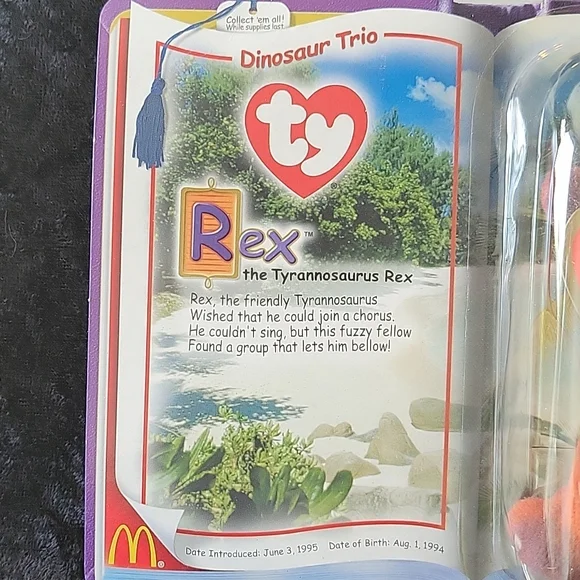 Collect 'em all!
While supplies last.
Dinosaur Trio
ty
Rex™
the Tyrannosaurus Rex
Rex, the friendly Tyrannosaurus
Wished that he could join a chorus.
He couldn't sing, but this fuzzy fellow
Found a group that lets him bellow!
Date Introduced: June 3, 1995 Date of Birth: Aug. 1, 1994